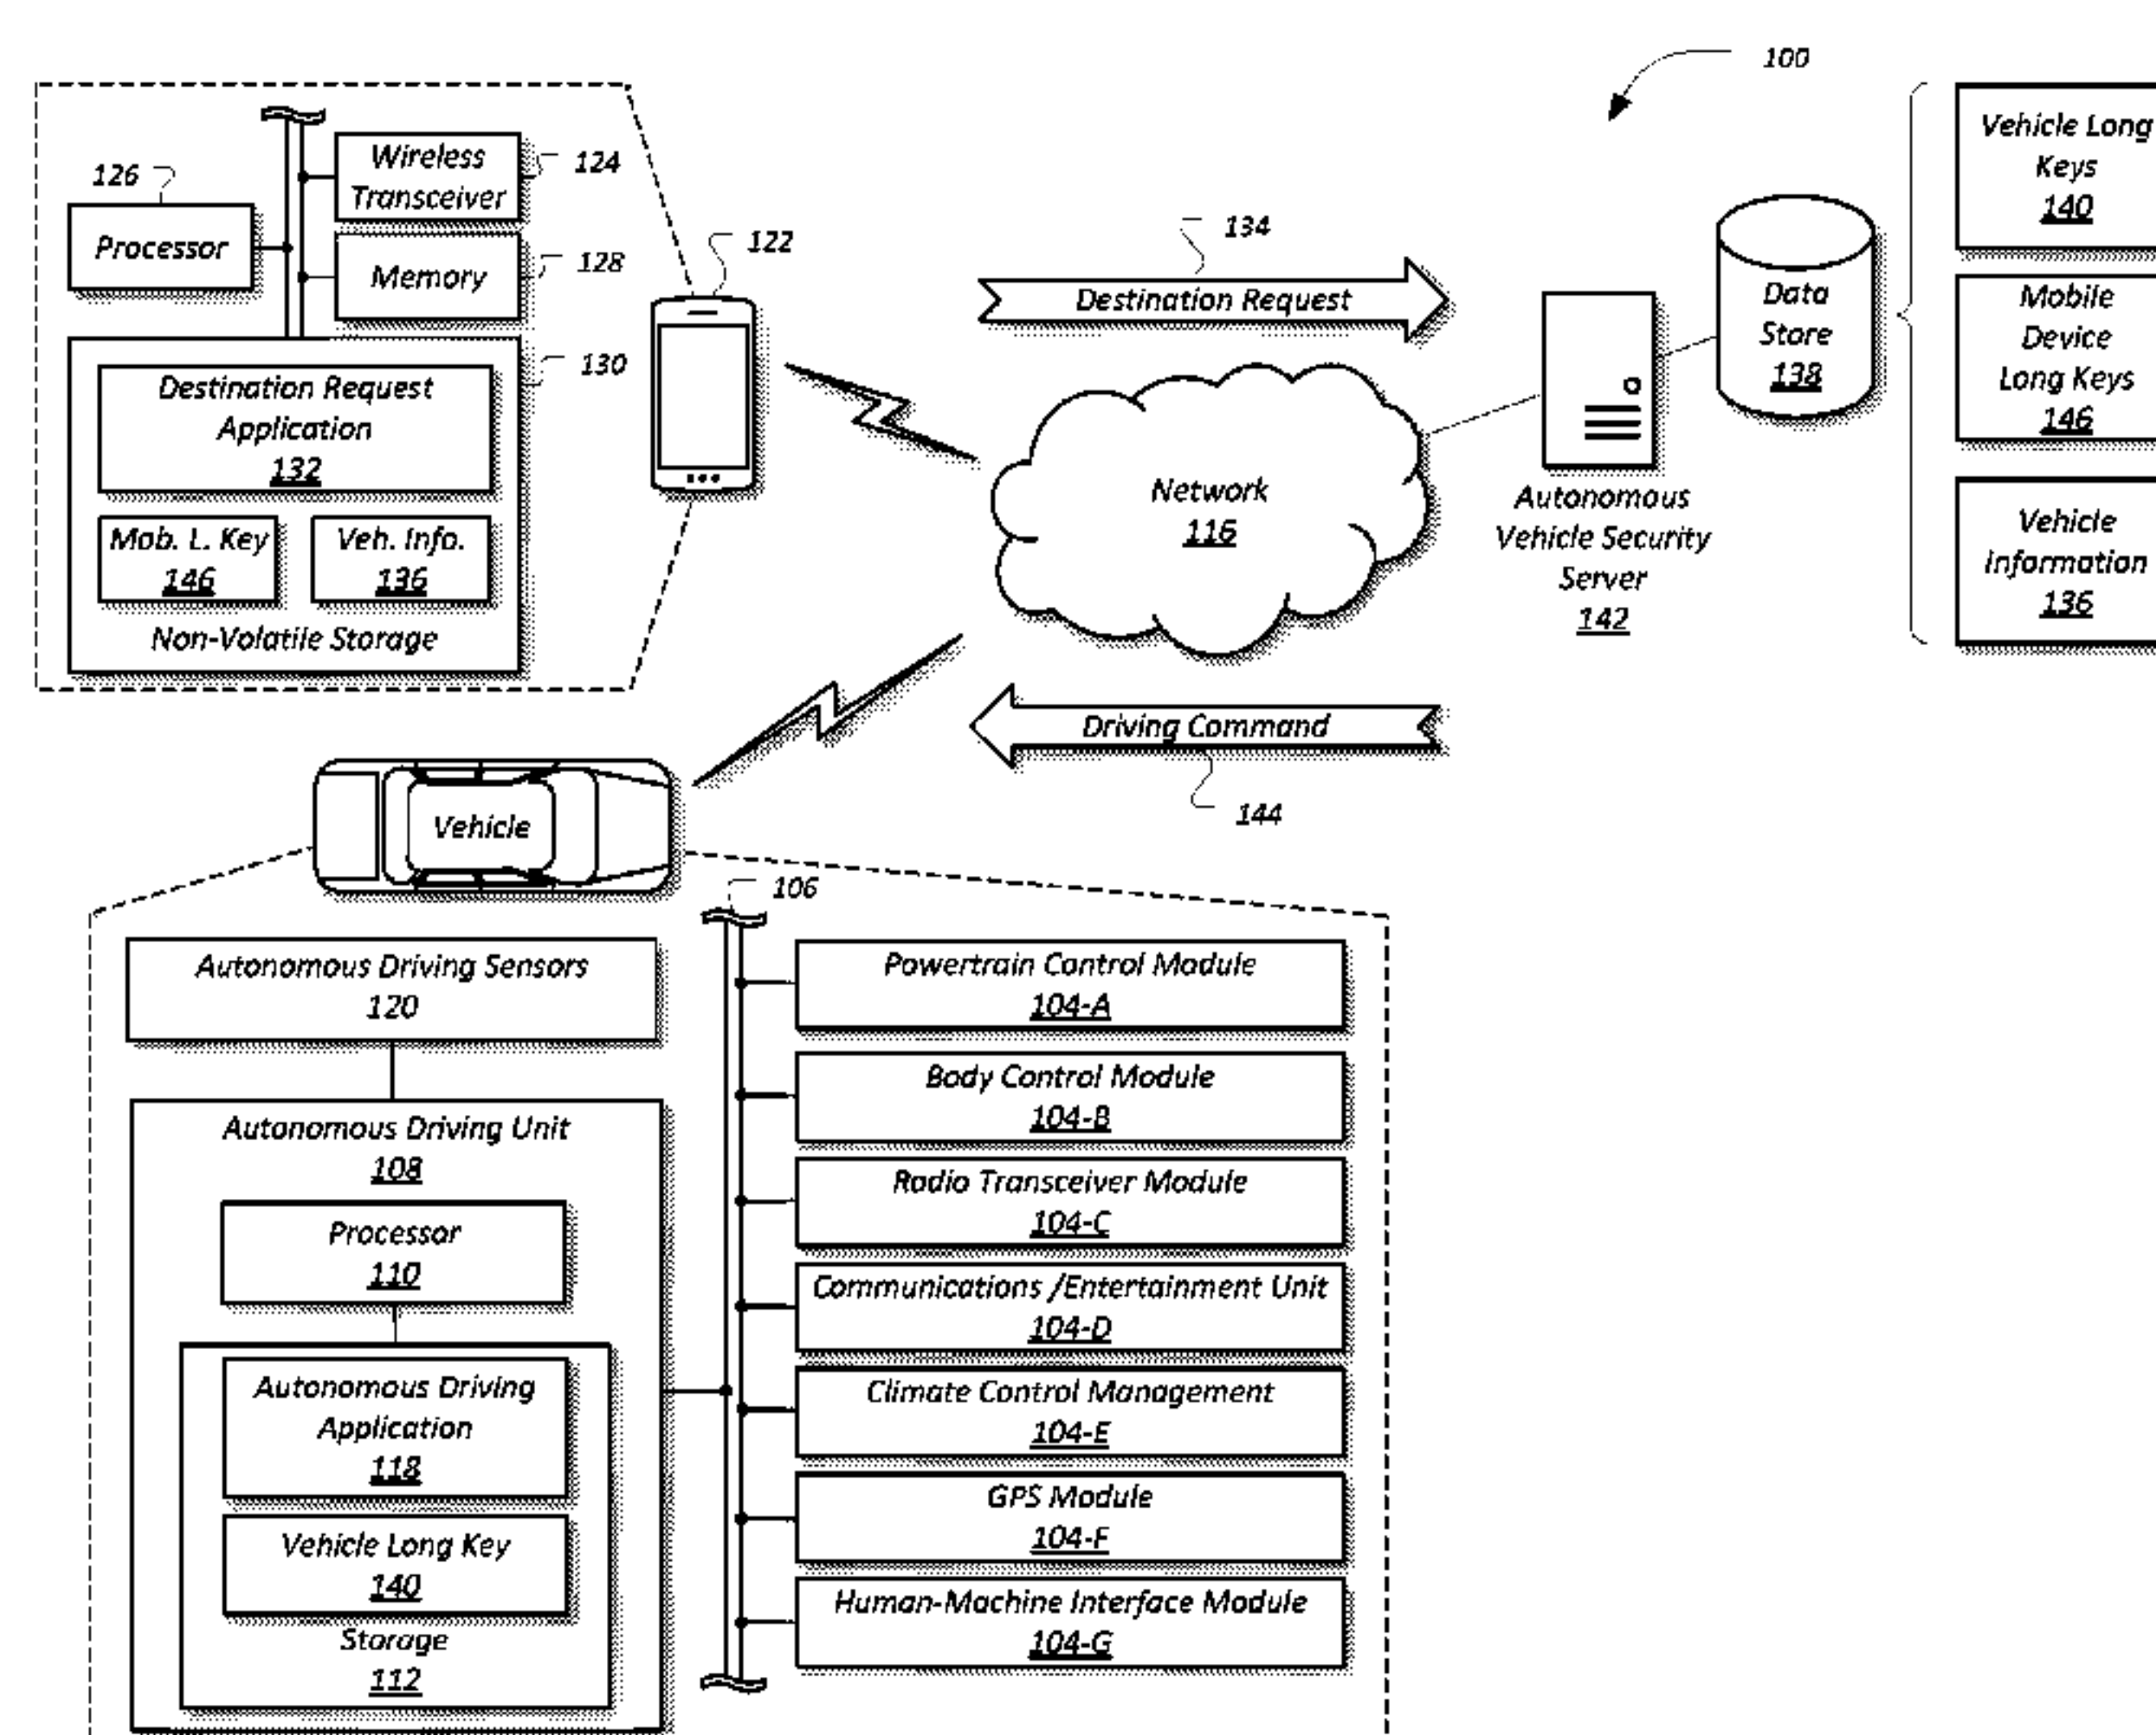 100
126
Wireless
Transceiver
124
Processor
Memory
128
122
130
Destination Request
Application
132
Mob. L. Key
146
Veh. Info.
136
Non-Volatile Storage
134
Destination Request
Network
116
Driving Command
144
Autonomous
Vehicle Security
Server
142
Data
Store
138
Vehicle Long
Keys
140
Mobile
Device
Long Keys
146
Vehicle
Information
136
Vehicle
106
Autonomous Driving Sensors
120
Autonomous Driving Unit
108
Processor
110
Autonomous Driving
Application
118
Vehicle Long Key
140
Storage
112
Powertrain Control Module
104-A
Body Control Module
104-B
Radio Transceiver Module
104-C
Communications /Entertainment Unit
104-D
Climate Control Management
104-E
GPS Module
104-F
Human-Machine Interface Module
104-G